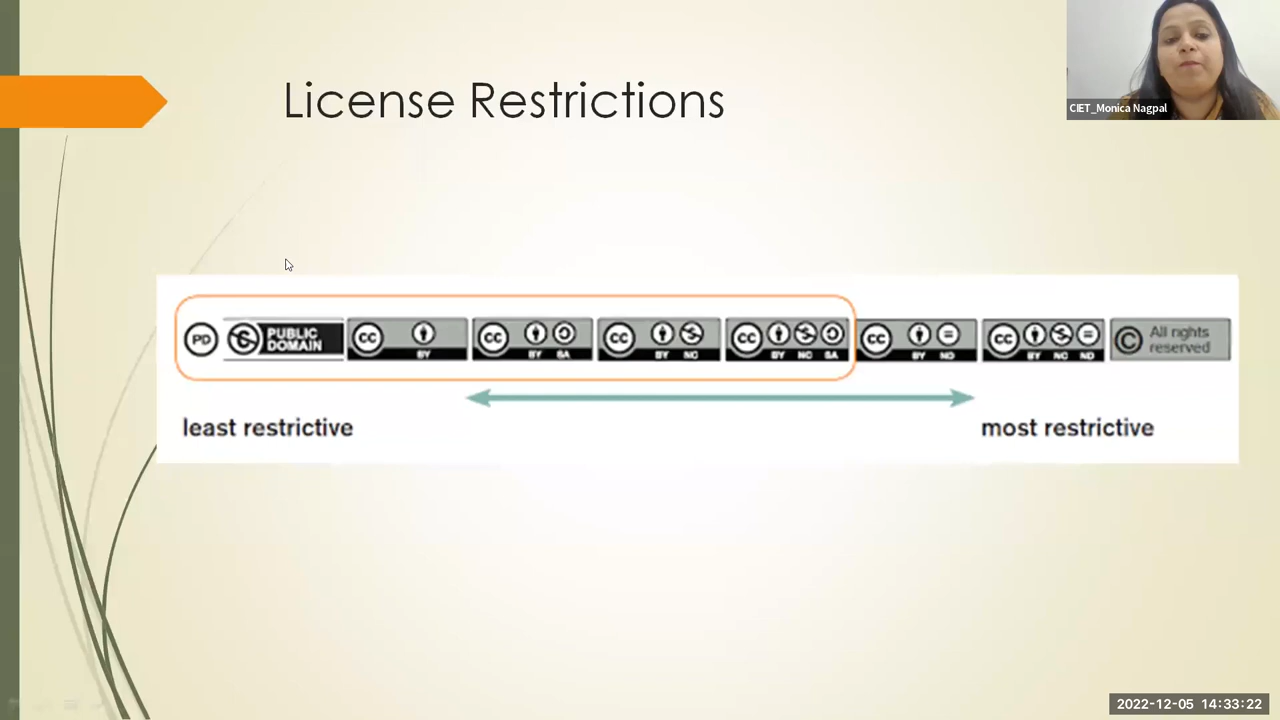 License Restrictions
CIET_Monica Nagpal
PD PUBLIC DOMAIN cc BY cc BY SA cc BY NC cc BY NC SA cc BY ND cc BY NC ND © All rights reserved
least restrictive most restrictive
2022-12-05 14:33:22